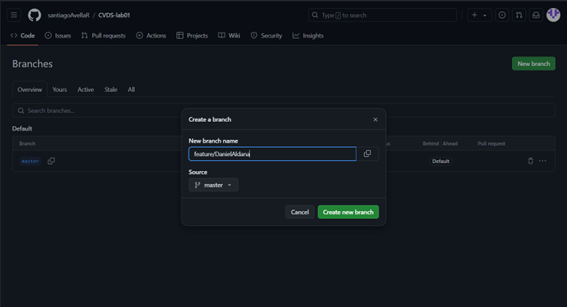 santiagoAvellaR / CVDS-lab01
Type / to search
Code Issues Pull requests Actions Projects Wiki Security Insights
Branches
New branch
Overview Yours Active Stale All
Search branches...
Default
Branch Behind Ahead Pull request
master Default
Create a branch
New branch name
feature/DanielAldana
Source
master
Cancel Create new branch